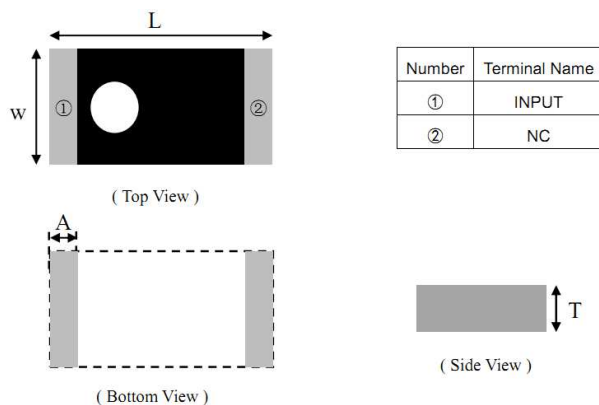 L
W
①
②
( Top View )
Number Terminal Name
① INPUT
② NC
A
( Bottom View )
T
( Side View )